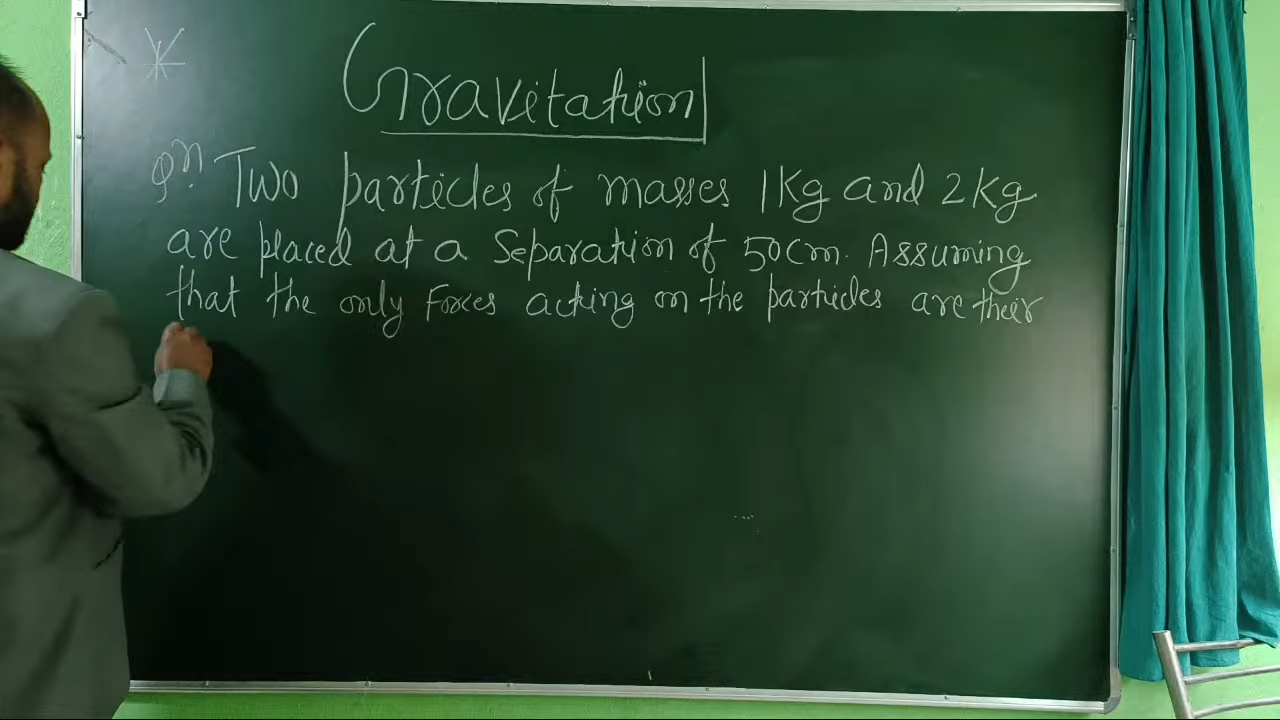 Gravitation
Qn. Two particles of masses 1Kg and 2Kg
are placed at a Separation of 50cm. Assuming
that the only Forces acting on the particles are their